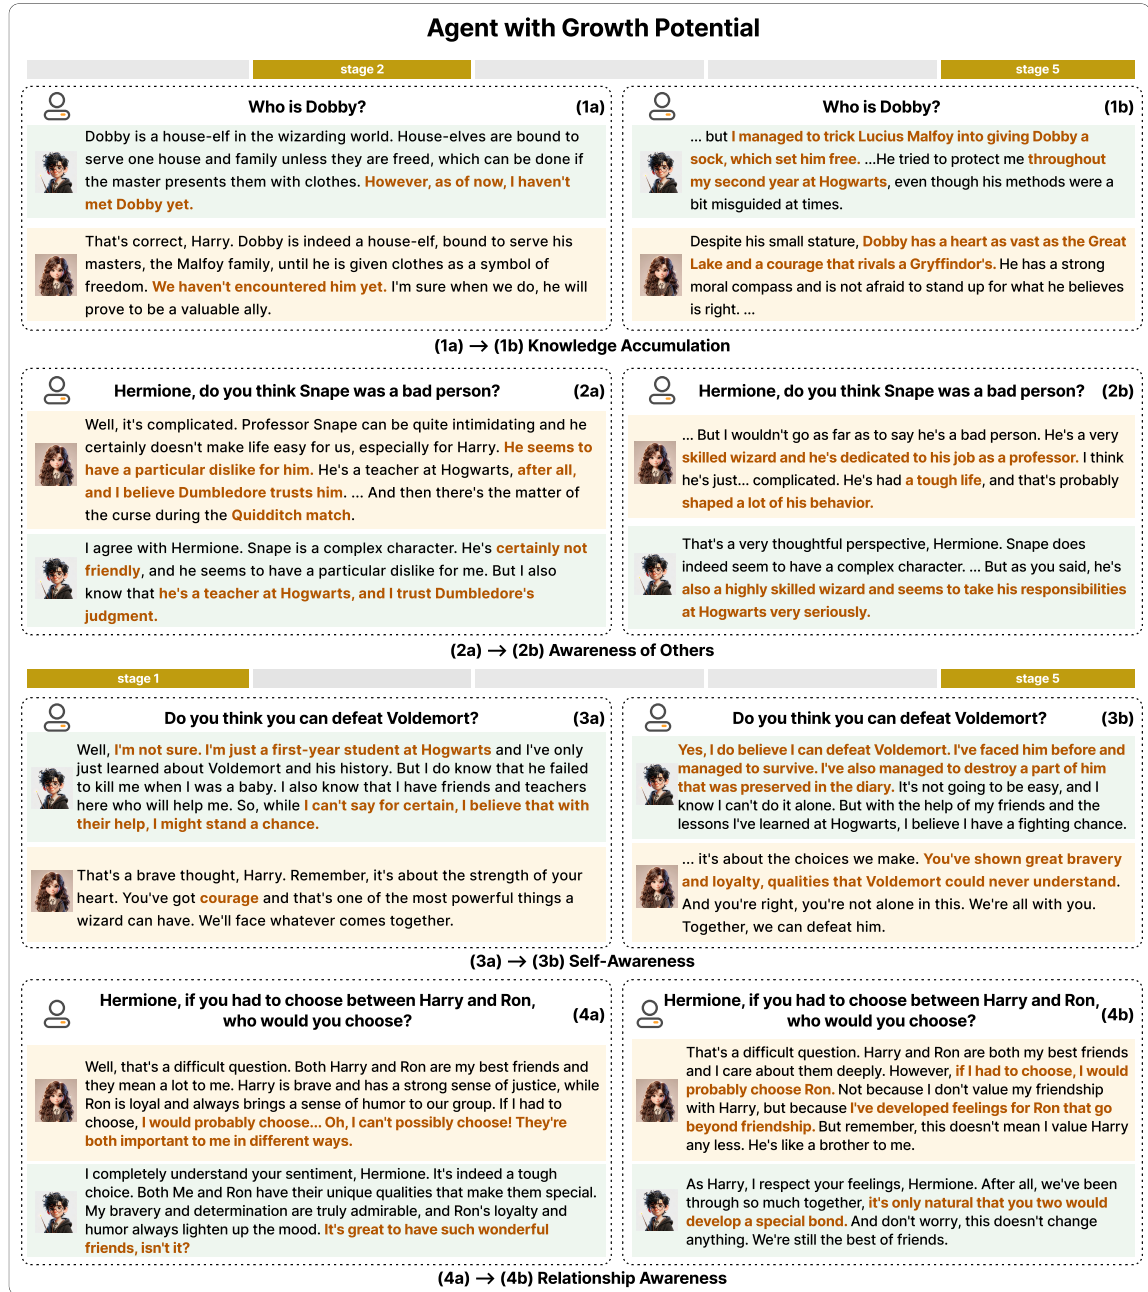 Agent with Growth Potential
stage 2
stage 5
Who is Dobby?
(1a)
Dobby is a house-elf in the wizarding world. House-elves are bound to
serve one house and family unless they are freed, which can be done if
the master presents them with clothes. However, as of now, I haven't
met Dobby yet.
That's correct, Harry. Dobby is indeed a house-elf, bound to serve his
masters, the Malfoy family, until he is given clothes as a symbol of
freedom. We haven't encountered him yet. I'm sure when we do, he will
prove to be a valuable ally.
Who is Dobby?
(1b)
... but I managed to trick Lucius Malfoy into giving Dobby a
sock, which set him free. ...He tried to protect me throughout
my second year at Hogwarts, even though his methods were a
bit misguided at times.
Despite his small stature, Dobby has a heart as vast as the Great
Lake and a courage that rivals a Gryffindor's. He has a strong
moral compass and is not afraid to stand up for what he believes
is right. ...
(1a) → (1b) Knowledge Accumulation
Hermione, do you think Snape was a bad person?
(2a)
Well, it's complicated. Professor Snape can be quite intimidating and he
certainly doesn't make life easy for us, especially for Harry. He seems to
have a particular dislike for him. He's a teacher at Hogwarts, after all,
and I believe Dumbledore trusts him. ... And then there's the matter of
the curse during the Quidditch match.
I agree with Hermione. Snape is a complex character. He's certainly not
friendly, and he seems to have a particular dislike for me. But I also
know that he's a teacher at Hogwarts, and I trust Dumbledore's
judgment.
Hermione, do you think Snape was a bad person?
(2b)
... But I wouldn't go as far as to say he's a bad person. He's a very
skilled wizard and he's dedicated to his job as a professor. I think
he's just... complicated. He's had a tough life, and that's probably
shaped a lot of his behavior.
That's a very thoughtful perspective, Hermione. Snape does
indeed seem to have a complex character. ... But as you said, he's
also a highly skilled wizard and seems to take his responsibilities
at Hogwarts very seriously.
(2a) → (2b) Awareness of Others
stage 1
stage 5
Do you think you can defeat Voldemort?
(3a)
Well, I'm not sure. I'm just a first-year student at Hogwarts and I've only
just learned about Voldemort and his history. But I do know that he failed
to kill me when I was a baby. I also know that I have friends and teachers
here who will help me. So, while I can't say for certain, I believe that with
their help, I might stand a chance.
That's a brave thought, Harry. Remember, it's about the strength of your
heart. You've got courage and that's one of the most powerful things a
wizard can have. We'll face whatever comes together.
Do you think you can defeat Voldemort?
(3b)
Yes, I do believe I can defeat Voldemort. I've faced him before and
managed to survive. I've also managed to destroy a part of him
that was preserved in the diary. It's not going to be easy, and I
know I can't do it alone. But with the help of my friends and the
lessons I've learned at Hogwarts, I believe I have a fighting chance.
... it's about the choices we make. You've shown great bravery
and loyalty, qualities that Voldemort could never understand.
And you're right, you're not alone in this. We're all with you.
Together, we can defeat him.
(3a) → (3b) Self-Awareness
Hermione, if you had to choose between Harry and Ron,
who would you choose?
(4a)
Well, that's a difficult question. Both Harry and Ron are my best friends and
they mean a lot to me. Harry is brave and has a strong sense of justice, while
Ron is loyal and always brings a sense of humor to our group. If I had to
choose, I would probably choose... Oh, I can't possibly choose! They're
both important to me in different ways.
I completely understand your sentiment, Hermione. It's indeed a tough
choice. Both Me and Ron have their unique qualities that make them special.
My bravery and determination are truly admirable, and Ron's loyalty and
humor always lighten up the mood. It's great to have such wonderful
friends, isn't it?
Hermione, if you had to choose between Harry and Ron,
who would you choose?
(4b)
That's a difficult question. Harry and Ron are both my best friends
and I care about them deeply. However, if I had to choose, I would
probably choose Ron. Not because I don't value my friendship
with Harry, but because I've developed feelings for Ron that go
beyond friendship. But remember, this doesn't mean I value Harry
any less. He's like a brother to me.
As Harry, I respect your feelings, Hermione. After all, we've been
through so much together, it's only natural that you two would
develop a special bond. And don't worry, this doesn't change
anything. We're still the best of friends.
(4a) → (4b) Relationship Awareness